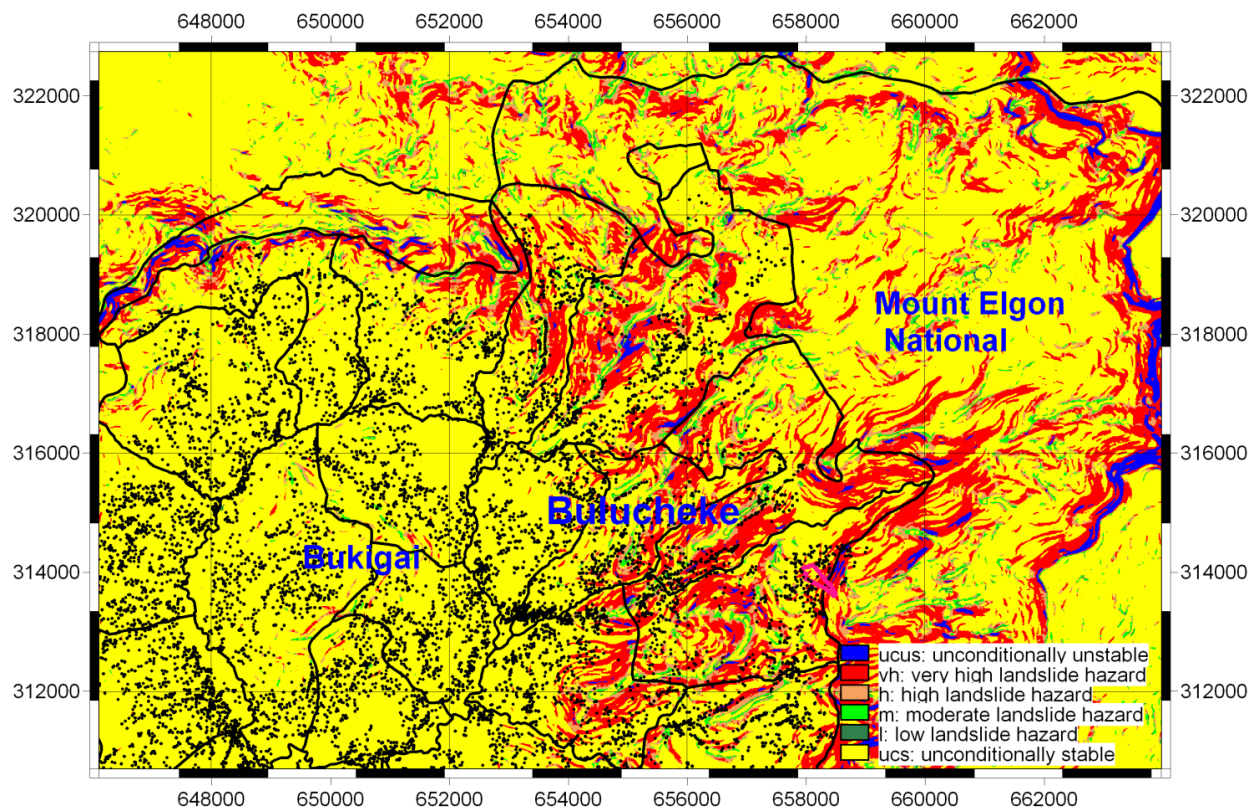 648000 650000 652000 654000 656000 658000 660000 662000
322000 322000
320000 320000
Mount Elgon
National
318000 318000
316000 316000
Bulucheke
Bukigai
314000 314000
ucus: unconditionally unstable
vh: very high landslide hazard
h: high landslide hazard
m: moderate landslide hazard
l: low landslide hazard
ucs: unconditionally stable
312000 312000
648000 650000 652000 654000 656000 658000 660000 662000